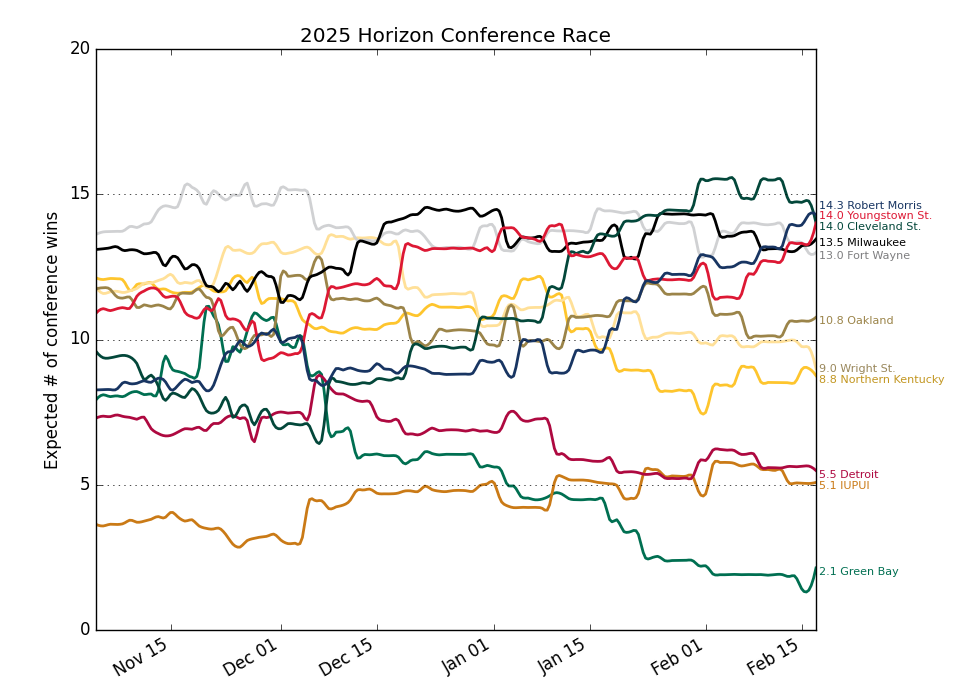 2025 Horizon Conference Race
Expected # of conference wins
20
15
10
5
0
14.3 Robert Morris
14.0 Youngstown St.
14.0 Cleveland St.
13.5 Milwaukee
13.0 Fort Wayne
10.8 Oakland
9.0 Wright St.
8.8 Northern Kentucky
5.5 Detroit
5.1 IUPUI
2.1 Green Bay
Nov 15
Dec 01
Dec 15
Jan 01
Jan 15
Feb 01
Feb 15